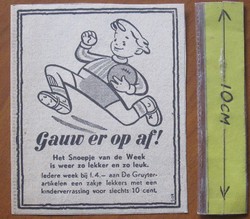 Gauw er op af!
Het Snoepje van de Week
is weer zo lekker en zo leuk.
Iedere week bij 1.4.— aan De Gruyter-
artikelen een zakje lekkers met een
kinderverrassing voor slechts 10 cent.
10CM